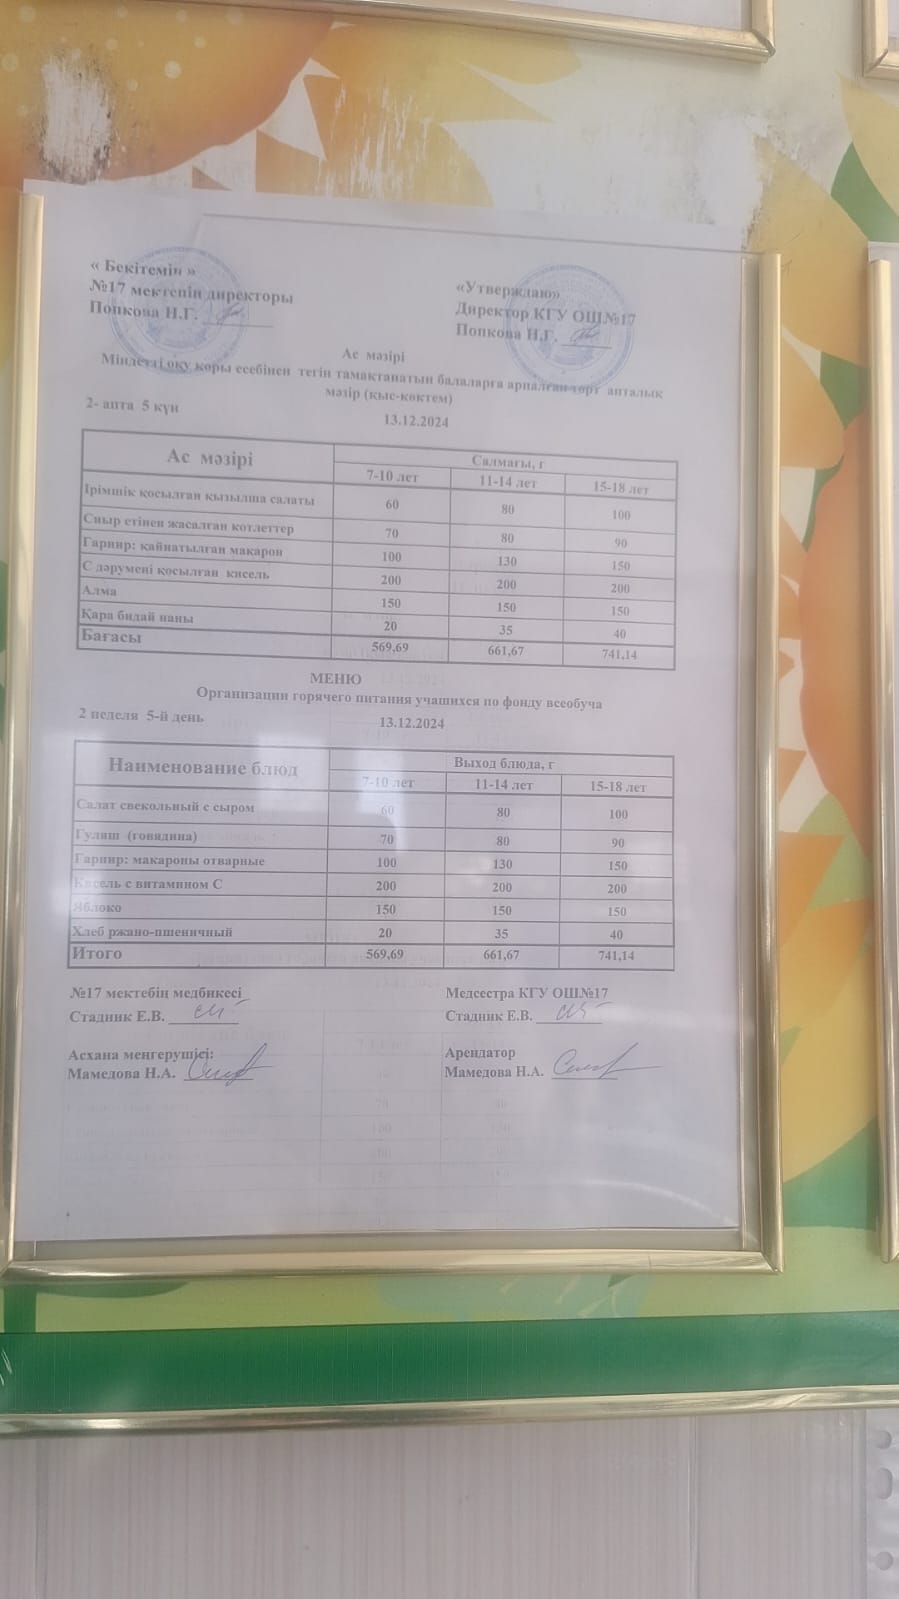 « Бекітемін »
№17 мектепің директоры
Попкова Н.Г.
«Утверждаю»
Директор КГУ ОШ№17
Попкова Н.Г.
Ас мәзірі
Міндетті оқу қоры есебінен тегін тамақтанатын балаларға арналған төрт апталық
мәзір (қыс-көктем)
2- апта 5 күн 13.12.2024
Ас мәзірі Салмағы, г
7-10 лет 11-14 лет 15-18 лет
Ірімшік қосылған қызылша салаты 60 80 100
Сиыр етінен жасалған котлеттер 70 80 90
Гарнир: қайнатылған макарон 100 130 150
С дәрумені қосылған кисель 200 200 200
Алма 150 150 150
Қара бидай наны 20 35 40
Бағасы 569,69 661,67 741,14
МЕНЮ
Организации горячего питания учашихся по фонду всеобуча
2 неделя 5-й день 13.12.2024
Наименование блюд Выход блюда, г
7-10 лет 11-14 лет 15-18 лет
Салат свекольный с сыром 60 80 100
Гуляш (говядина) 70 80 90
Гарнир: макароны отварные 100 130 150
Кисель с витамином С 200 200 200
Яблоко 150 150 150
Хлеб ржано-пшеничный 20 35 40
Итого 569,69 661,67 741,14
№17 мектебің медбикесі
Стадник Е.В.
Медсестра КГУ ОШ№17
Стадник Е.В.
Асхана меңгерушісі:
Мамедова Н.А.
Арендатор
Мамедова Н.А.